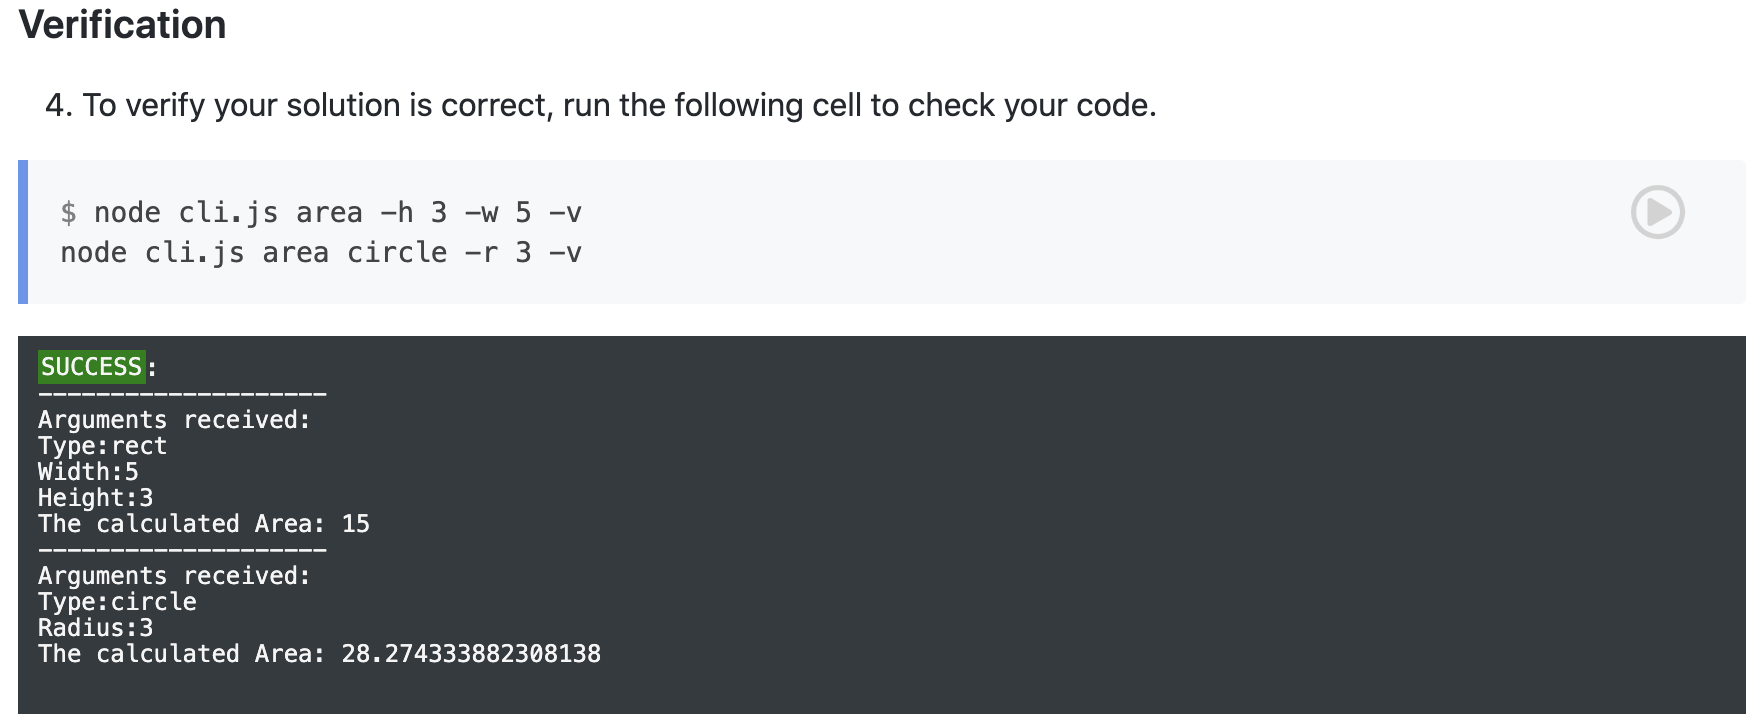 Verification
4. To verify your solution is correct, run the following cell to check your code.
$ node cli.js area -h 3 -w 5 -v
node cli.js area circle -r 3 -v
SUCCESS:
--------------------
Arguments received:
Type:rect
Width:5
Height:3
The calculated Area: 15
--------------------
Arguments received:
Type:circle
Radius:3
The calculated Area: 28.274333882308138